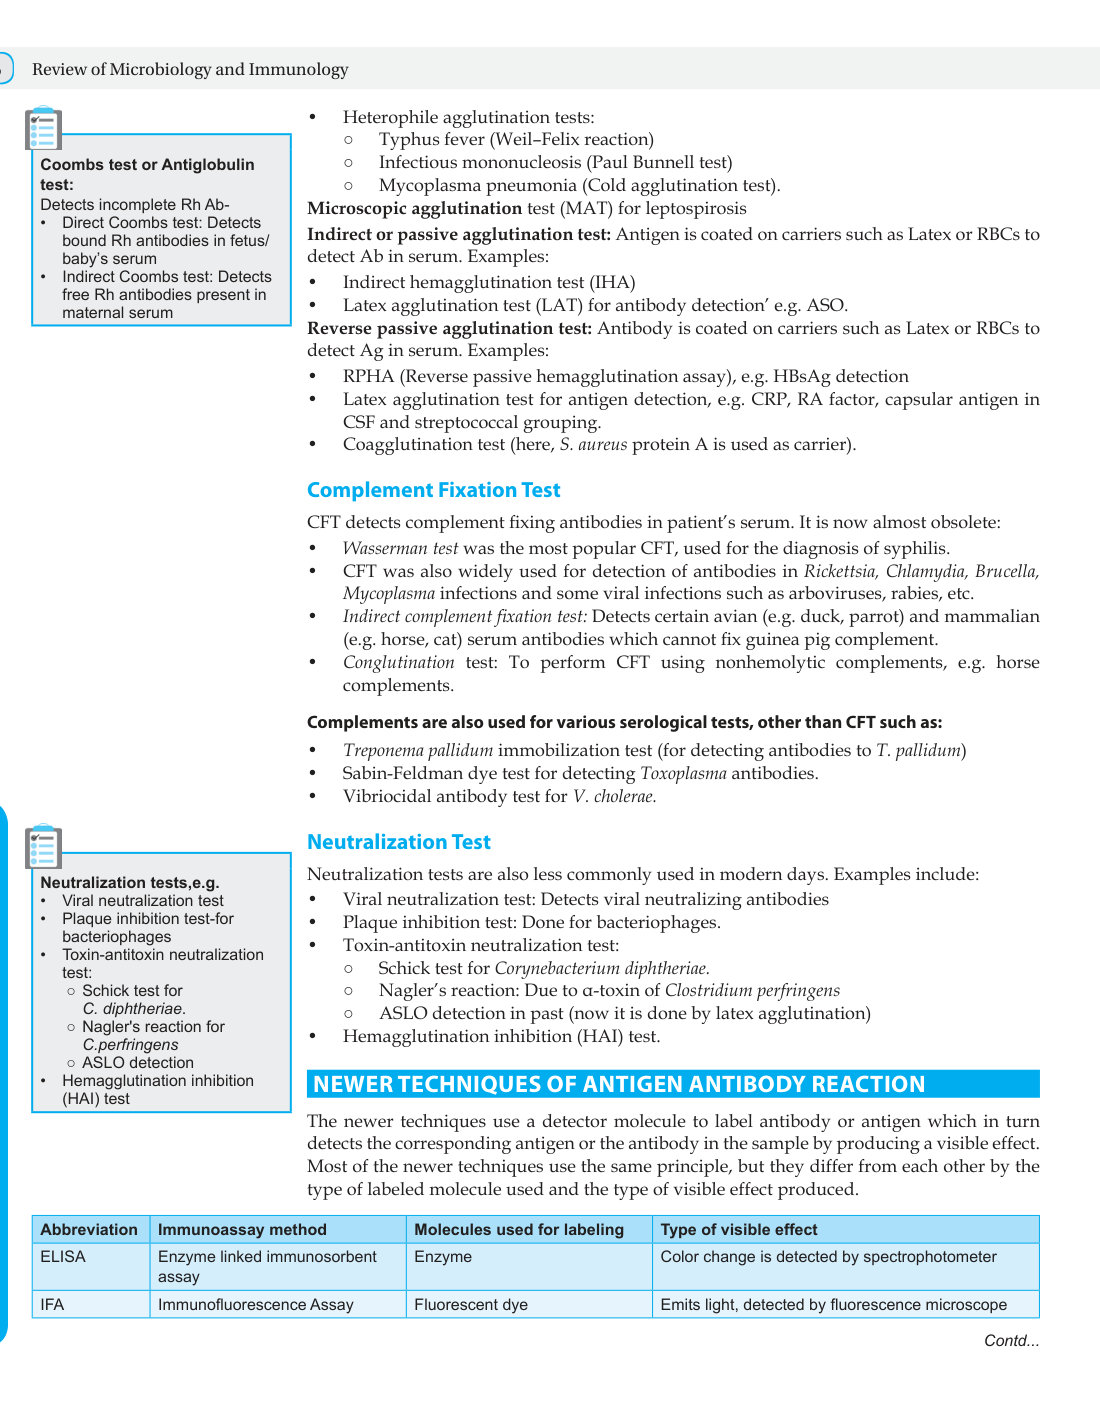 Review of Microbiology and Immunology
Coombs test or Antiglobulin
test:
Detects incomplete Rh Ab-
• Direct Coombs test: Detects
bound Rh antibodies in fetus/
baby's serum
• Indirect Coombs test: Detects
free Rh antibodies present in
maternal serum
• Heterophile agglutination tests:
○ Typhus fever (Weil–Felix reaction)
○ Infectious mononucleosis (Paul Bunnell test)
○ Mycoplasma pneumonia (Cold agglutination test).
Microscopic agglutination test (MAT) for leptospirosis
Indirect or passive agglutination test: Antigen is coated on carriers such as Latex or RBCs to
detect Ab in serum. Examples:
• Indirect hemagglutination test (IHA)
• Latex agglutination test (LAT) for antibody detection′ e.g. ASO.
Reverse passive agglutination test: Antibody is coated on carriers such as Latex or RBCs to
detect Ag in serum. Examples:
• RPHA (Reverse passive hemagglutination assay), e.g. HBsAg detection
• Latex agglutination test for antigen detection, e.g. CRP, RA factor, capsular antigen in
CSF and streptococcal grouping.
• Coagglutination test (here, S. aureus protein A is used as carrier).
Complement Fixation Test
CFT detects complement fixing antibodies in patient's serum. It is now almost obsolete:
• Wasserman test was the most popular CFT, used for the diagnosis of syphilis.
• CFT was also widely used for detection of antibodies in Rickettsia, Chlamydia, Brucella,
Mycoplasma infections and some viral infections such as arboviruses, rabies, etc.
• Indirect complement fixation test: Detects certain avian (e.g. duck, parrot) and mammalian
(e.g. horse, cat) serum antibodies which cannot fix guinea pig complement.
• Conglutination test: To perform CFT using nonhemolytic complements, e.g. horse
complements.
Complements are also used for various serological tests, other than CFT such as:
• Treponema pallidum immobilization test (for detecting antibodies to T. pallidum)
• Sabin-Feldman dye test for detecting Toxoplasma antibodies.
• Vibriocidal antibody test for V. cholerae.
Neutralization Test
Neutralization tests are also less commonly used in modern days. Examples include:
• Viral neutralization test: Detects viral neutralizing antibodies
• Plaque inhibition test: Done for bacteriophages.
• Toxin-antitoxin neutralization test:
○ Schick test for Corynebacterium diphtheriae.
○ Nagler's reaction: Due to α-toxin of Clostridium perfringens
○ ASLO detection in past (now it is done by latex agglutination)
• Hemagglutination inhibition (HAI) test.
Neutralization tests,e.g.
• Viral neutralization test
• Plaque inhibition test-for
bacteriophages
• Toxin-antitoxin neutralization
test:
○ Schick test for
C. diphtheriae.
○ Nagler's reaction for
C.perfringens
○ ASLO detection
• Hemagglutination inhibition
(HAI) test
NEWER TECHNIQUES OF ANTIGEN ANTIBODY REACTION
The newer techniques use a detector molecule to label antibody or antigen which in turn
detects the corresponding antigen or the antibody in the sample by producing a visible effect.
Most of the newer techniques use the same principle, but they differ from each other by the
type of labeled molecule used and the type of visible effect produced.
Abbreviation Immunoassay method Molecules used for labeling Type of visible effect
ELISA Enzyme linked immunosorbent Enzyme Color change is detected by spectrophotometer
assay
IFA Immunofluorescence Assay Fluorescent dye Emits light, detected by fluorescence microscope
Contd...